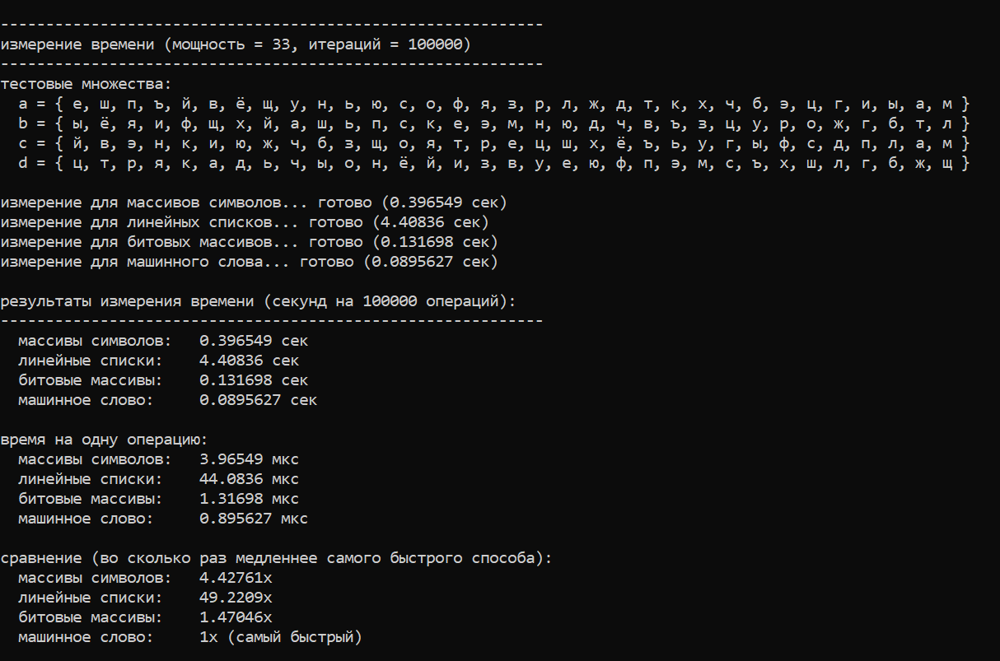 ------------------------------------------------------------
измерение времени (мощность = 33, итераций = 100000)
------------------------------------------------------------
тестовые множества:
  a = { е, ш, п, ъ, й, в, ё, щ, у, н, ь, ю, с, о, ф, я, з, р, л, ж, д, т, к, х, ч, б, э, ц, г, и, ы, а, м }
  b = { ы, ё, я, и, ф, щ, х, й, а, ш, ь, п, с, к, е, э, м, н, ю, д, ч, в, ъ, з, ц, у, р, о, ж, г, б, т, л }
  c = { й, в, э, н, к, и, ю, ж, ч, б, з, щ, о, я, т, р, е, ц, ш, х, ё, ъ, ь, у, г, ы, ф, с, д, п, л, а, м }
  d = { ц, т, р, я, к, а, д, ь, ч, ы, о, н, ё, й, и, з, в, у, е, ю, ф, п, э, м, с, ъ, х, ш, л, г, б, ж, щ }
измерение для массивов символов... готово (0.396549 сек)
измерение для линейных списков... готово (4.40836 сек)
измерение для битовых массивов... готово (0.131698 сек)
измерение для машинного слова... готово (0.0895627 сек)
результаты измерения времени (секунд на 100000 операций):
------------------------------------------------------------
  массивы символов:   0.396549 сек
  линейные списки:    4.40836 сек
  битовые массивы:    0.131698 сек
  машинное слово:     0.0895627 сек
время на одну операцию:
  массивы символов:   3.96549 мкс
  линейные списки:    44.0836 мкс
  битовые массивы:    1.31698 мкс
  машинное слово:     0.895627 мкс
сравнение (во сколько раз медленнее самого быстрого способа):
  массивы символов:   4.42761x
  линейные списки:    49.2209x
  битовые массивы:    1.47046x
  машинное слово:     1x (самый быстрый)